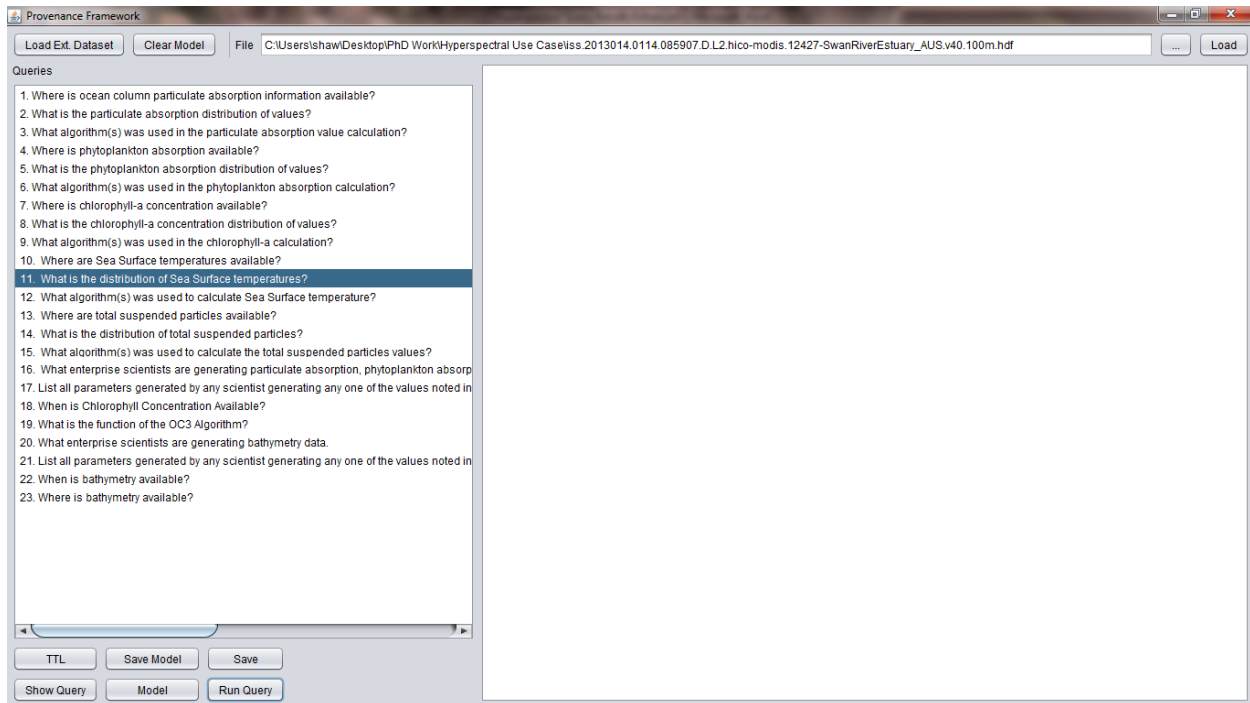 Provenance Framework
Load Ext. Dataset Clear Model File C:\Users\shaw\Desktop\PhD Work\Hyperspectral Use Case\iss.2013014.0114.085907.D.L2.hico-modis.12427-SwanRiverEstuary_AUS.v40.100m.hdf ... Load
Queries
1. Where is ocean column particulate absorption information available?
2. What is the particulate absorption distribution of values?
3. What algorithm(s) was used in the particulate absorption value calculation?
4. Where is phytoplankton absorption available?
5. What is the phytoplankton absorption distribution of values?
6. What algorithm(s) was used in the phytoplankton absorption calculation?
7. Where is chlorophyll-a concentration available?
8. What is the chlorophyll-a concentration distribution of values?
9. What algorithm(s) was used in the chlorophyll-a calculation?
10. Where are Sea Surface temperatures available?
11. What is the distribution of Sea Surface temperatures?
12. What algorithm(s) was used to calculate Sea Surface temperature?
13. Where are total suspended particles available?
14. What is the distribution of total suspended particles?
15. What algorithm(s) was used to calculate the total suspended particles values?
16. What enterprise scientists are generating particulate absorption, phytoplankton absorp
17. List all parameters generated by any scientist generating any one of the values noted in
18. When is Chlorophyll Concentration Available?
19. What is the function of the OC3 Algorithm?
20. What enterprise scientists are generating bathymetry data.
21. List all parameters generated by any scientist generating any one of the values noted in
22. When is bathymetry available?
23. Where is bathymetry available?
TTL Save Model Save
Show Query Model Run Query